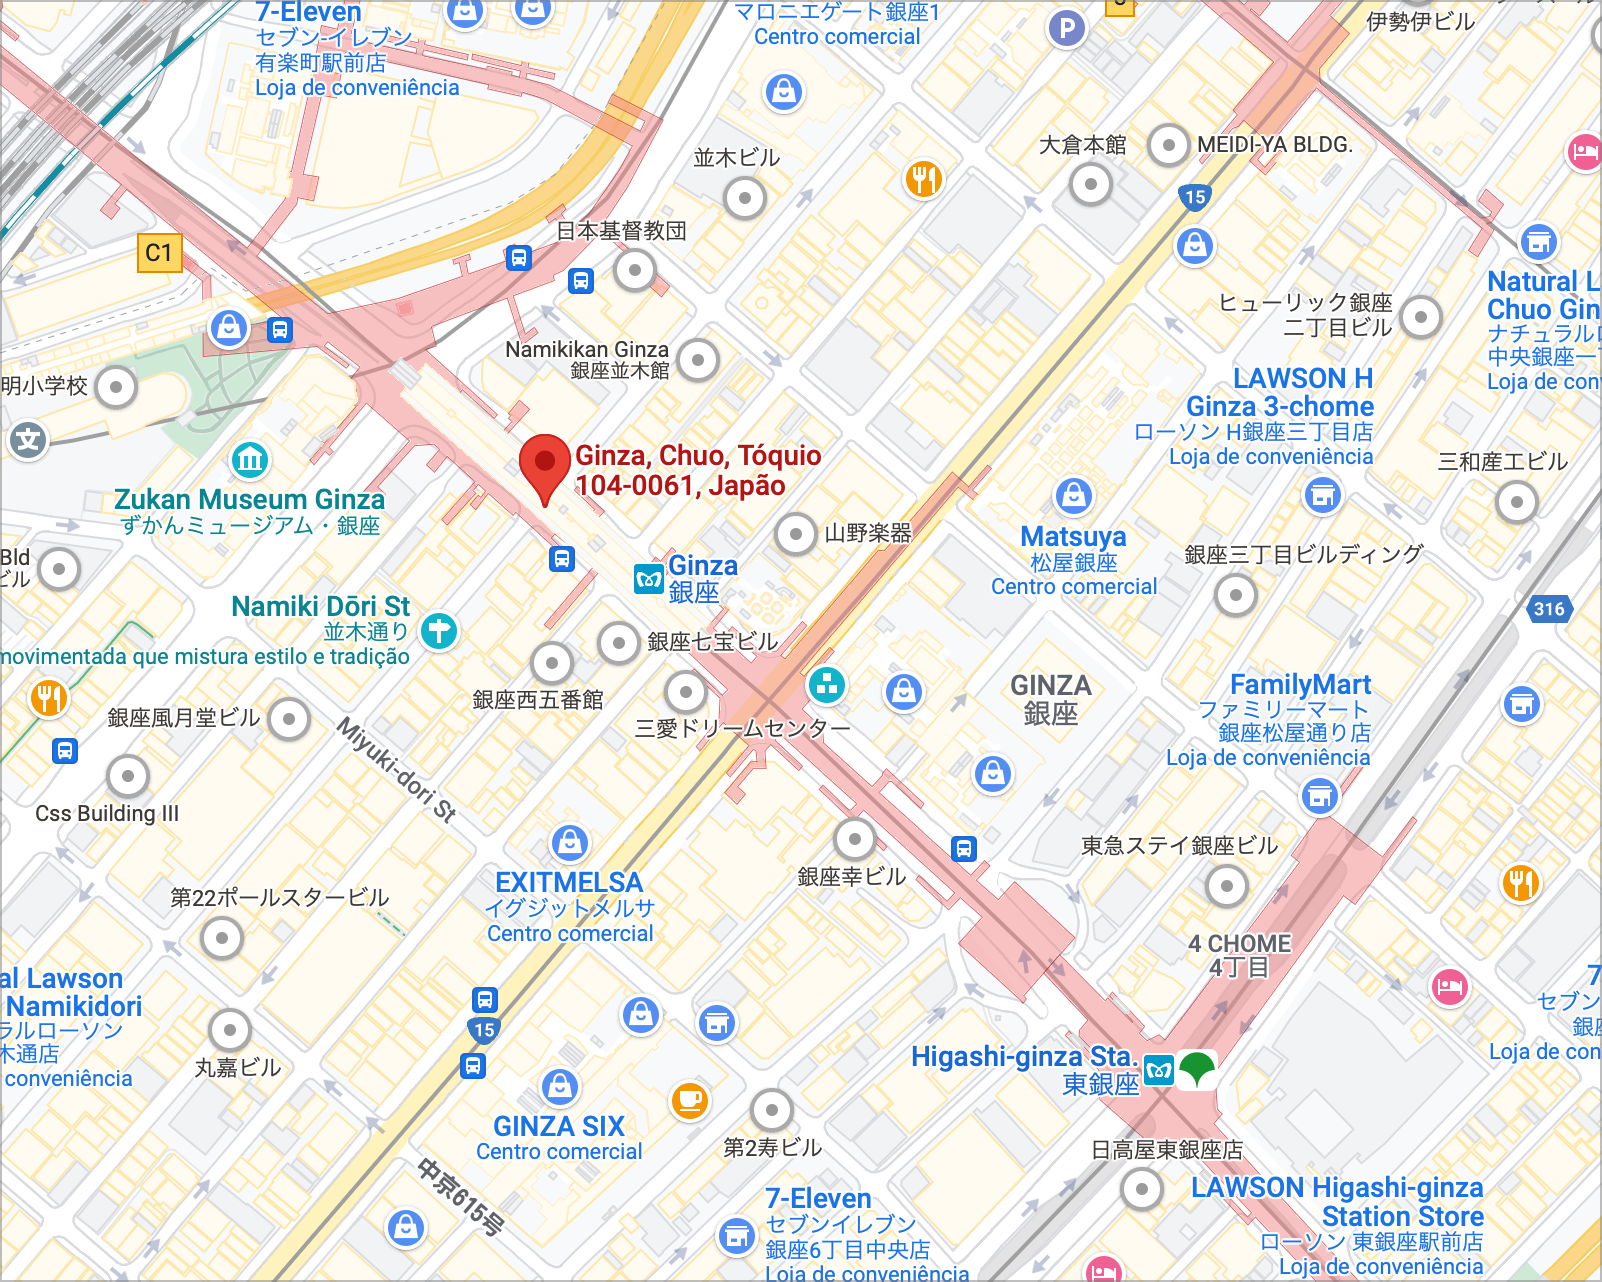 7-Eleven
セブン-イレブン
有楽町駅前店
Loja de conveniência
マロニエゲート銀座1
Centro comercial
P
伊勢伊ビル
大倉本館
MEIDI-YA BLDG.
並木ビル
15
日本基督教団
C1
Natural L
Chuo Gin
ナチュラルロ
中央銀座一丁
Loja de con
ヒューリック銀座
二丁目ビル
Namikikan Ginza
銀座並木館
明小学校
文
LAWSON H
Ginza 3-chome
ローソン H銀座三丁目店
Loja de conveniência
三和産工ビル
Ginza, Chuo, Tóquio
104-0061, Japão
Zukan Museum Ginza
ずかんミュージアム・銀座
山野楽器
Matsuya
松屋銀座
Centro comercial
銀座三丁目ビルディング
Bld
ビル
Ginza
銀座
316
Namiki Dōri St
並木通り
movimentada que mistura estilo e tradição
銀座七宝ビル
銀座西五番館
三愛ドリームセンター
GINZA
銀座
FamilyMart
ファミリーマート
銀座松屋通り店
Loja de conveniência
銀座風月堂ビル
Miyuki-dori St
Css Building III
EXITMELSA
イグジットメルサ
Centro comercial
銀座幸ビル
東急ステイ銀座ビル
第22ポールスタービル
4 CHOME
4丁目
al Lawson
Namikidori
ラルローソン
木通店
conveniência
15
7
セブン
銀座
Loja de con
丸嘉ビル
Higashi-ginza Sta.
東銀座
GINZA SIX
Centro comercial
第2寿ビル
日高屋東銀座店
中京615号
7-Eleven
セブンイレブン
銀座6丁目中央店
Loja de conveniência
LAWSON Higashi-ginza
Station Store
ローソン 東銀座駅前店
Loja de conveniência